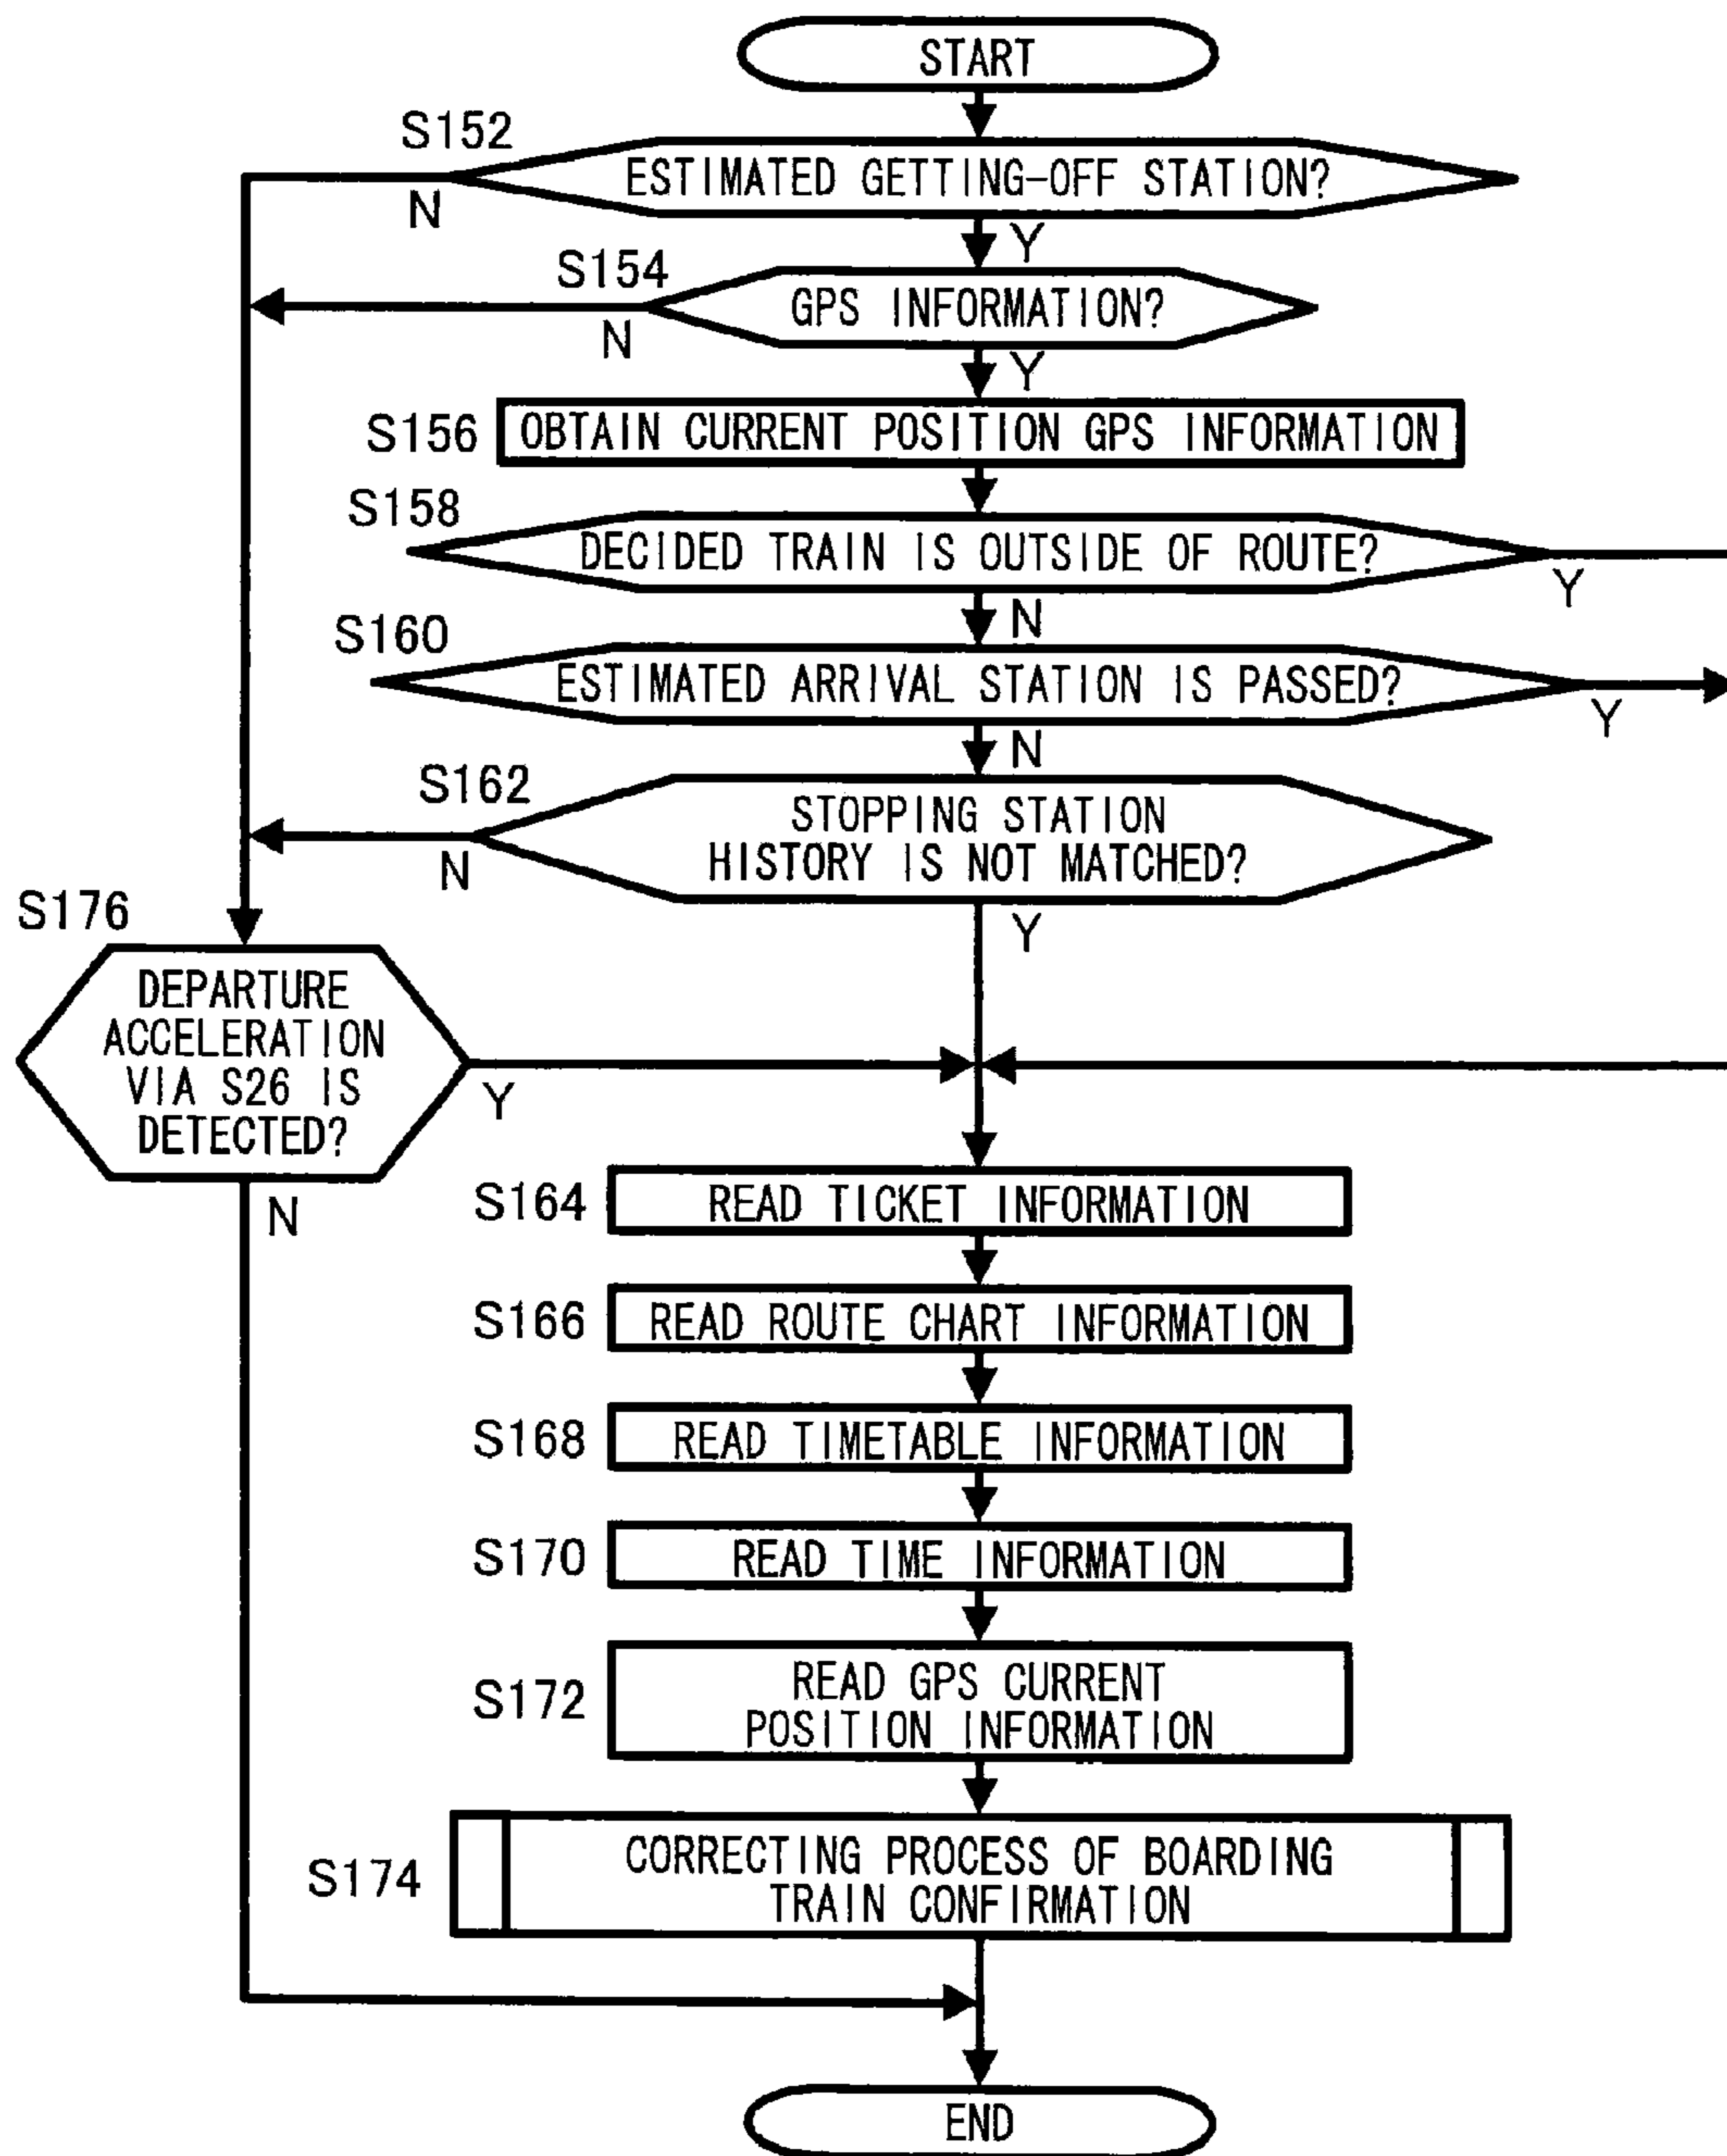 START
S152
ESTIMATED GETTING-OFF STATION?
N
Y
S154
GPS INFORMATION?
N
Y
S156
OBTAIN CURRENT POSITION GPS INFORMATION
S158
DECIDED TRAIN IS OUTSIDE OF ROUTE?
Y
N
S160
ESTIMATED ARRIVAL STATION IS PASSED?
Y
N
S162
STOPPING STATION
HISTORY IS NOT MATCHED?
N
Y
S176
DEPARTURE
ACCELERATION
VIA S26 IS
DETECTED?
Y
N
S164
READ TICKET INFORMATION
S166
READ ROUTE CHART INFORMATION
S168
READ TIMETABLE INFORMATION
S170
READ TIME INFORMATION
S172
READ GPS CURRENT
POSITION INFORMATION
S174
CORRECTING PROCESS OF BOARDING
TRAIN CONFIRMATION
END